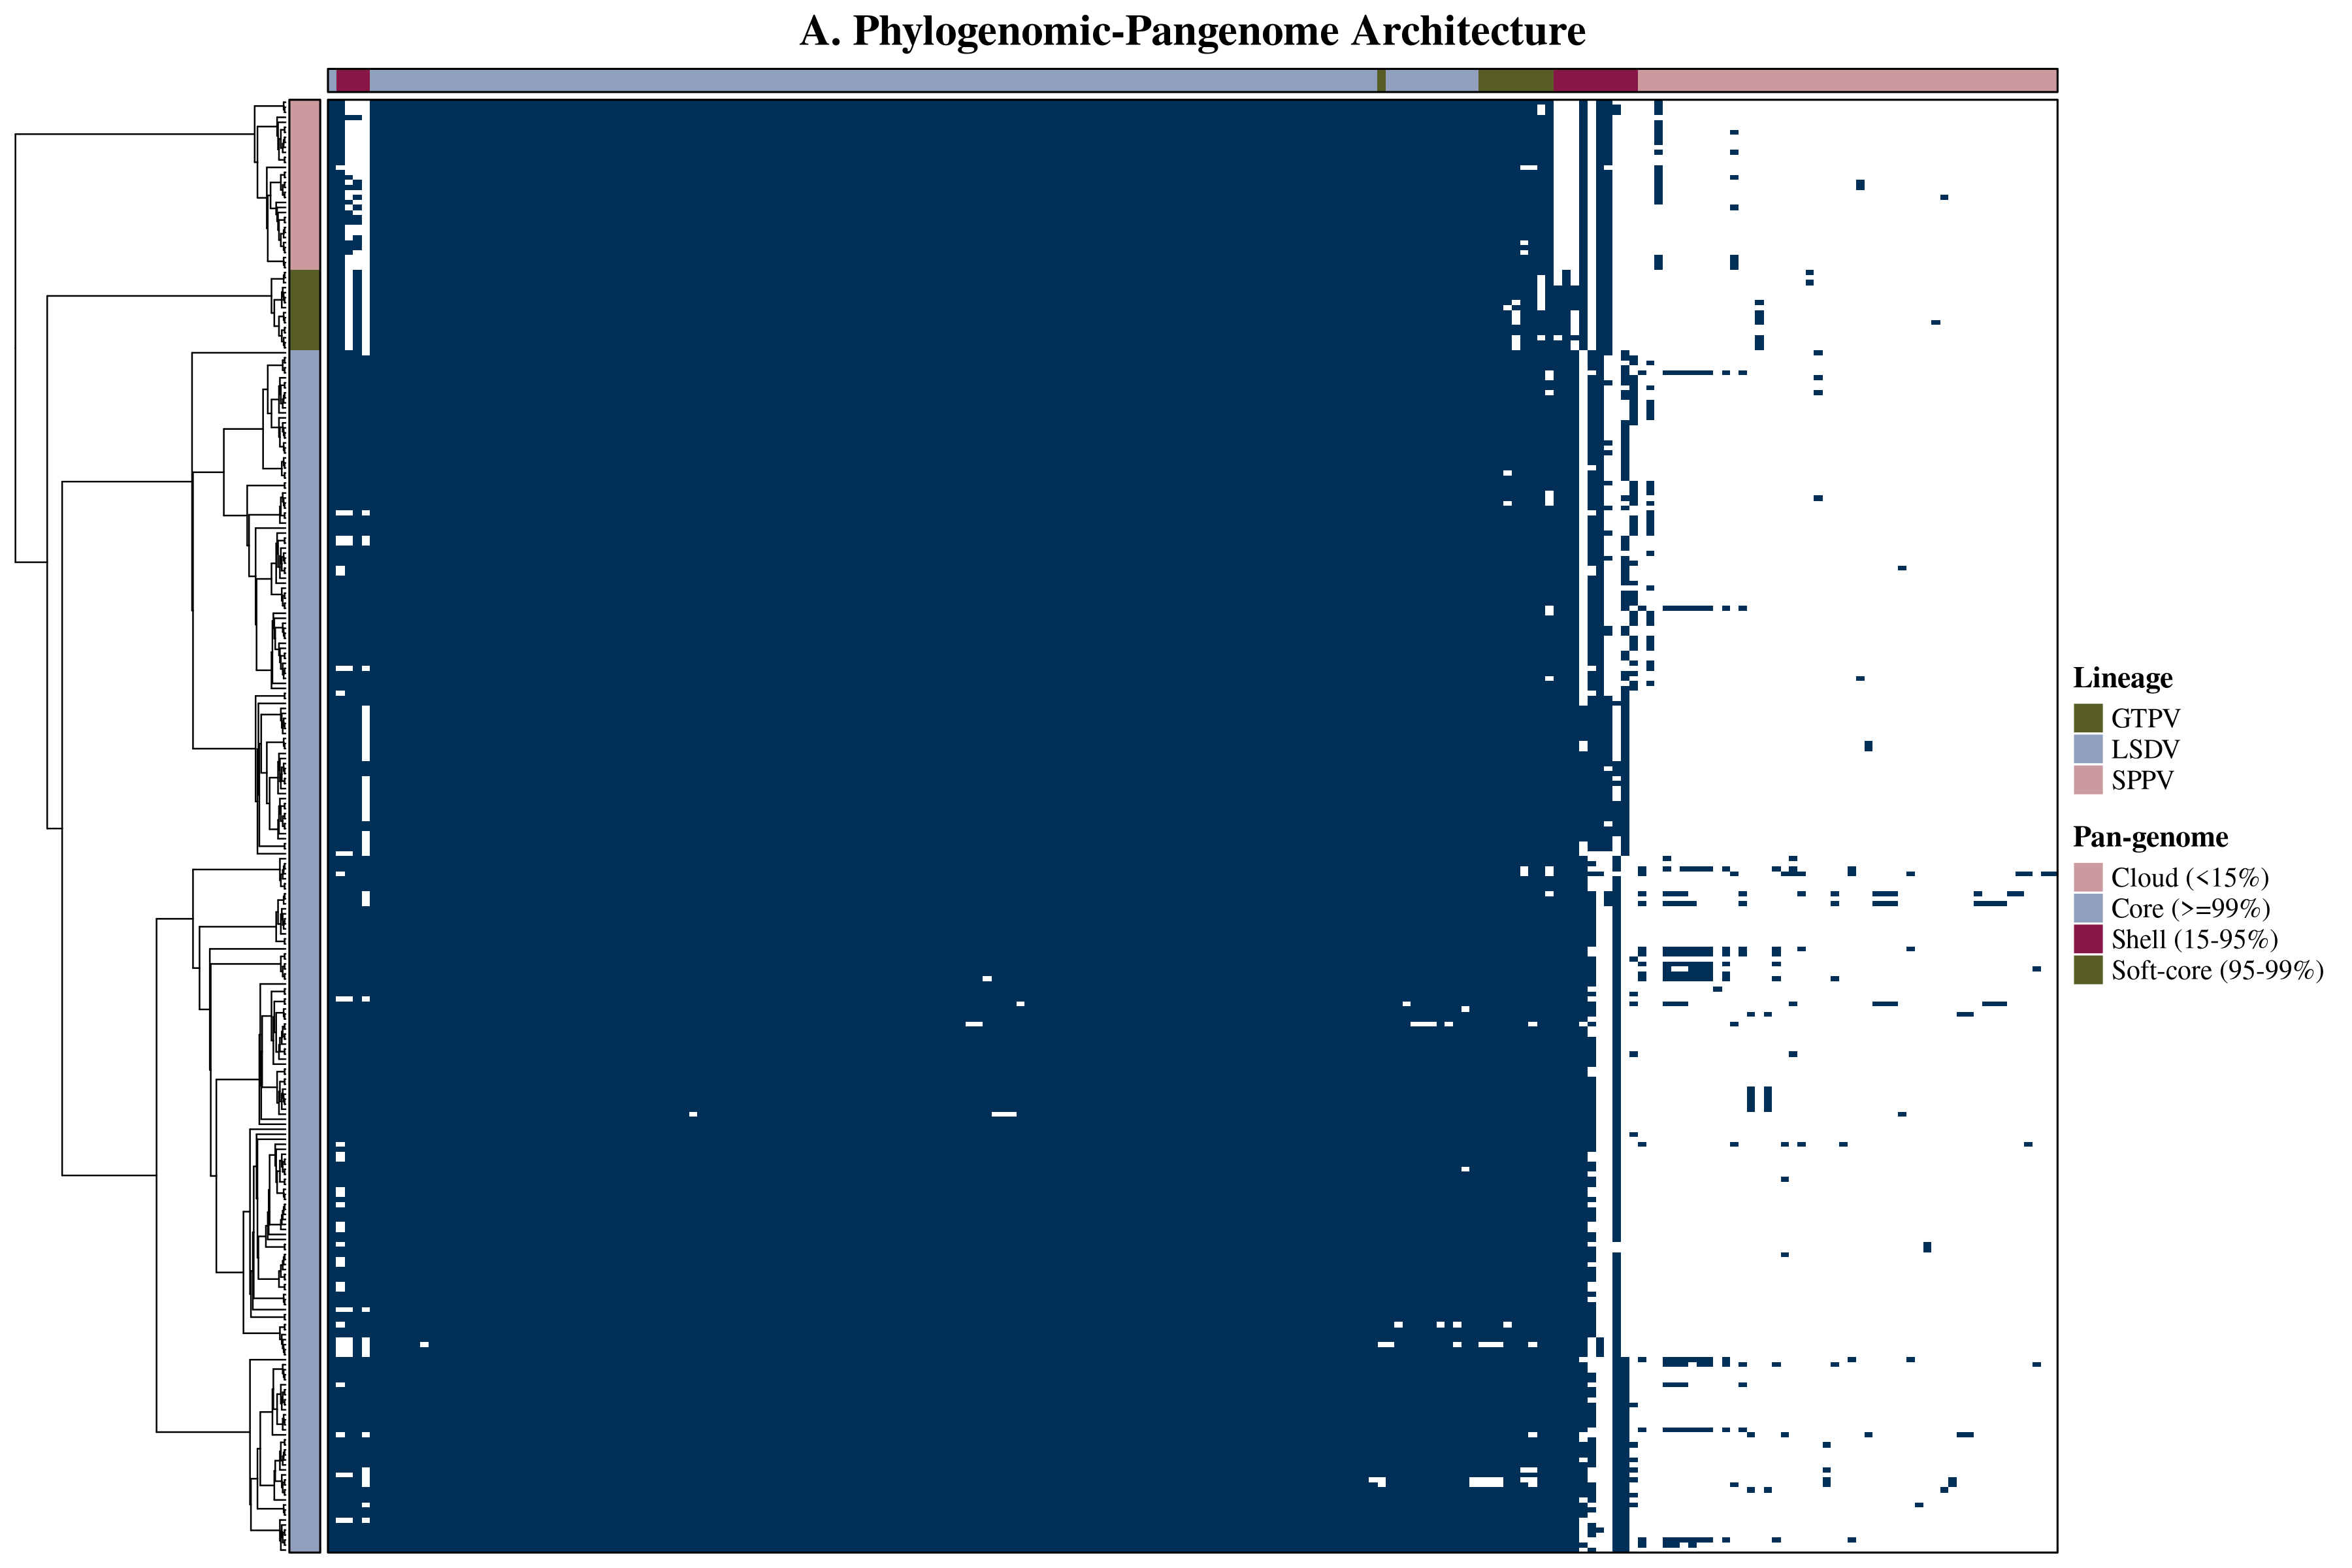 A. Phylogenomic-Pangenome Architecture
Lineage
GTPV
LSDV
SPPV
Pan-genome
Cloud (<15%)
Core (>=99%)
Shell (15-95%)
Soft-core (95-99%)